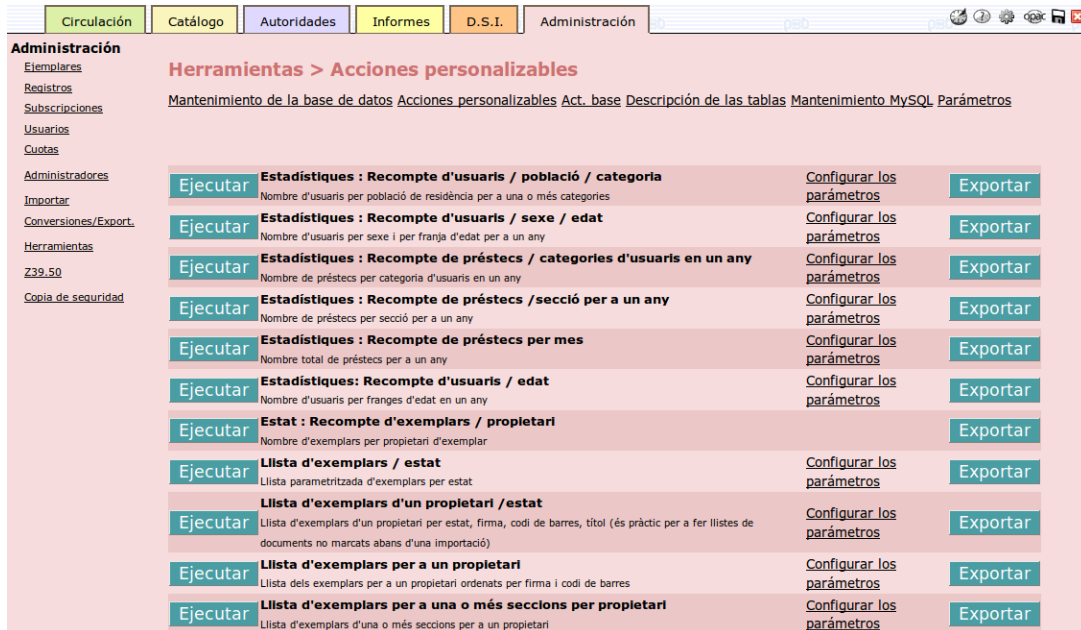 Circulación Catálogo Autoridades Informes D.S.I. Administración opac
Administración
Ejemplares
Registros
Subscripciones
Usuarios
Cuotas
Administradores
Importar
Conversiones/Export.
Herramientas
Z39.50
Copia de seguridad
Herramientas > Acciones personalizables
Mantenimiento de la base de datos Acciones personalizables Act. base Descripción de las tablas Mantenimiento MySQL Parámetros
Ejecutar
Estadístiques : Recompte d'usuaris / població / categoria
Nombre d'usuaris per població de residència per a una o més categories
Configurar los
parámetros
Exportar
Ejecutar
Estadístiques : Recompte d'usuaris / sexe / edat
Nombre d'usuaris per sexe i per franja d'edat per a un any
Configurar los
parámetros
Exportar
Ejecutar
Estadístiques : Recompte de préstecs / categories d'usuaris en un any
Nombre de préstecs per categoria d'usuaris en un any
Configurar los
parámetros
Exportar
Ejecutar
Estadístiques : Recompte de préstecs /secció per a un any
Nombre de préstecs per secció per a un any
Configurar los
parámetros
Exportar
Ejecutar
Estadístiques : Recompte de préstecs per mes
Nombre total de préstecs per a un any
Configurar los
parámetros
Exportar
Ejecutar
Estadístiques: Recompte d'usuaris / edat
Nombre d'usuaris per franges d'edat en un any
Configurar los
parámetros
Exportar
Ejecutar
Estat : Recompte d'exemplars / propietari
Nombre d'exemplars per propietari d'exemplar
Exportar
Ejecutar
Llista d'exemplars / estat
Llista parametritzada d'exemplars per estat
Configurar los
parámetros
Exportar
Ejecutar
Llista d'exemplars d'un propietari /estat
Llista d'exemplars d'un propietari per estat, firma, codi de barres, títol (és pràctic per a fer llistes de
documents no marcats abans d'una importació)
Configurar los
parámetros
Exportar
Ejecutar
Llista d'exemplars per a un propietari
Llista dels exemplars per a un propietari ordenats per firma i codi de barres
Configurar los
parámetros
Exportar
Ejecutar
Llista d'exemplars per a una o més seccions per propietari
Llista d'exemplars d'una o més seccions per a un propietari
Configurar los
parámetros
Exportar